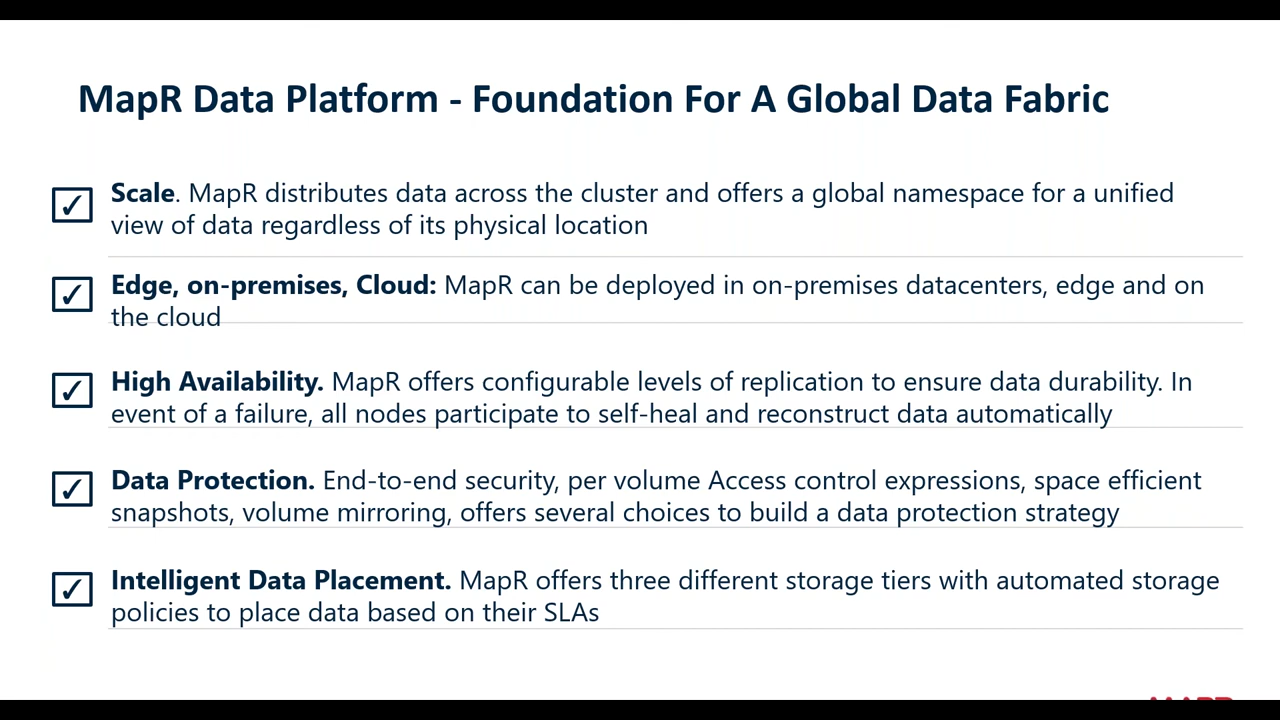 MapR Data Platform - Foundation For A Global Data Fabric
Scale. MapR distributes data across the cluster and offers a global namespace for a unified
view of data regardless of its physical location
Edge, on-premises, Cloud: MapR can be deployed in on-premises datacenters, edge and on
the cloud
High Availability. MapR offers configurable levels of replication to ensure data durability. In
event of a failure, all nodes participate to self-heal and reconstruct data automatically
Data Protection. End-to-end security, per volume Access control expressions, space efficient
snapshots, volume mirroring, offers several choices to build a data protection strategy
Intelligent Data Placement. MapR offers three different storage tiers with automated storage
policies to place data based on their SLAs